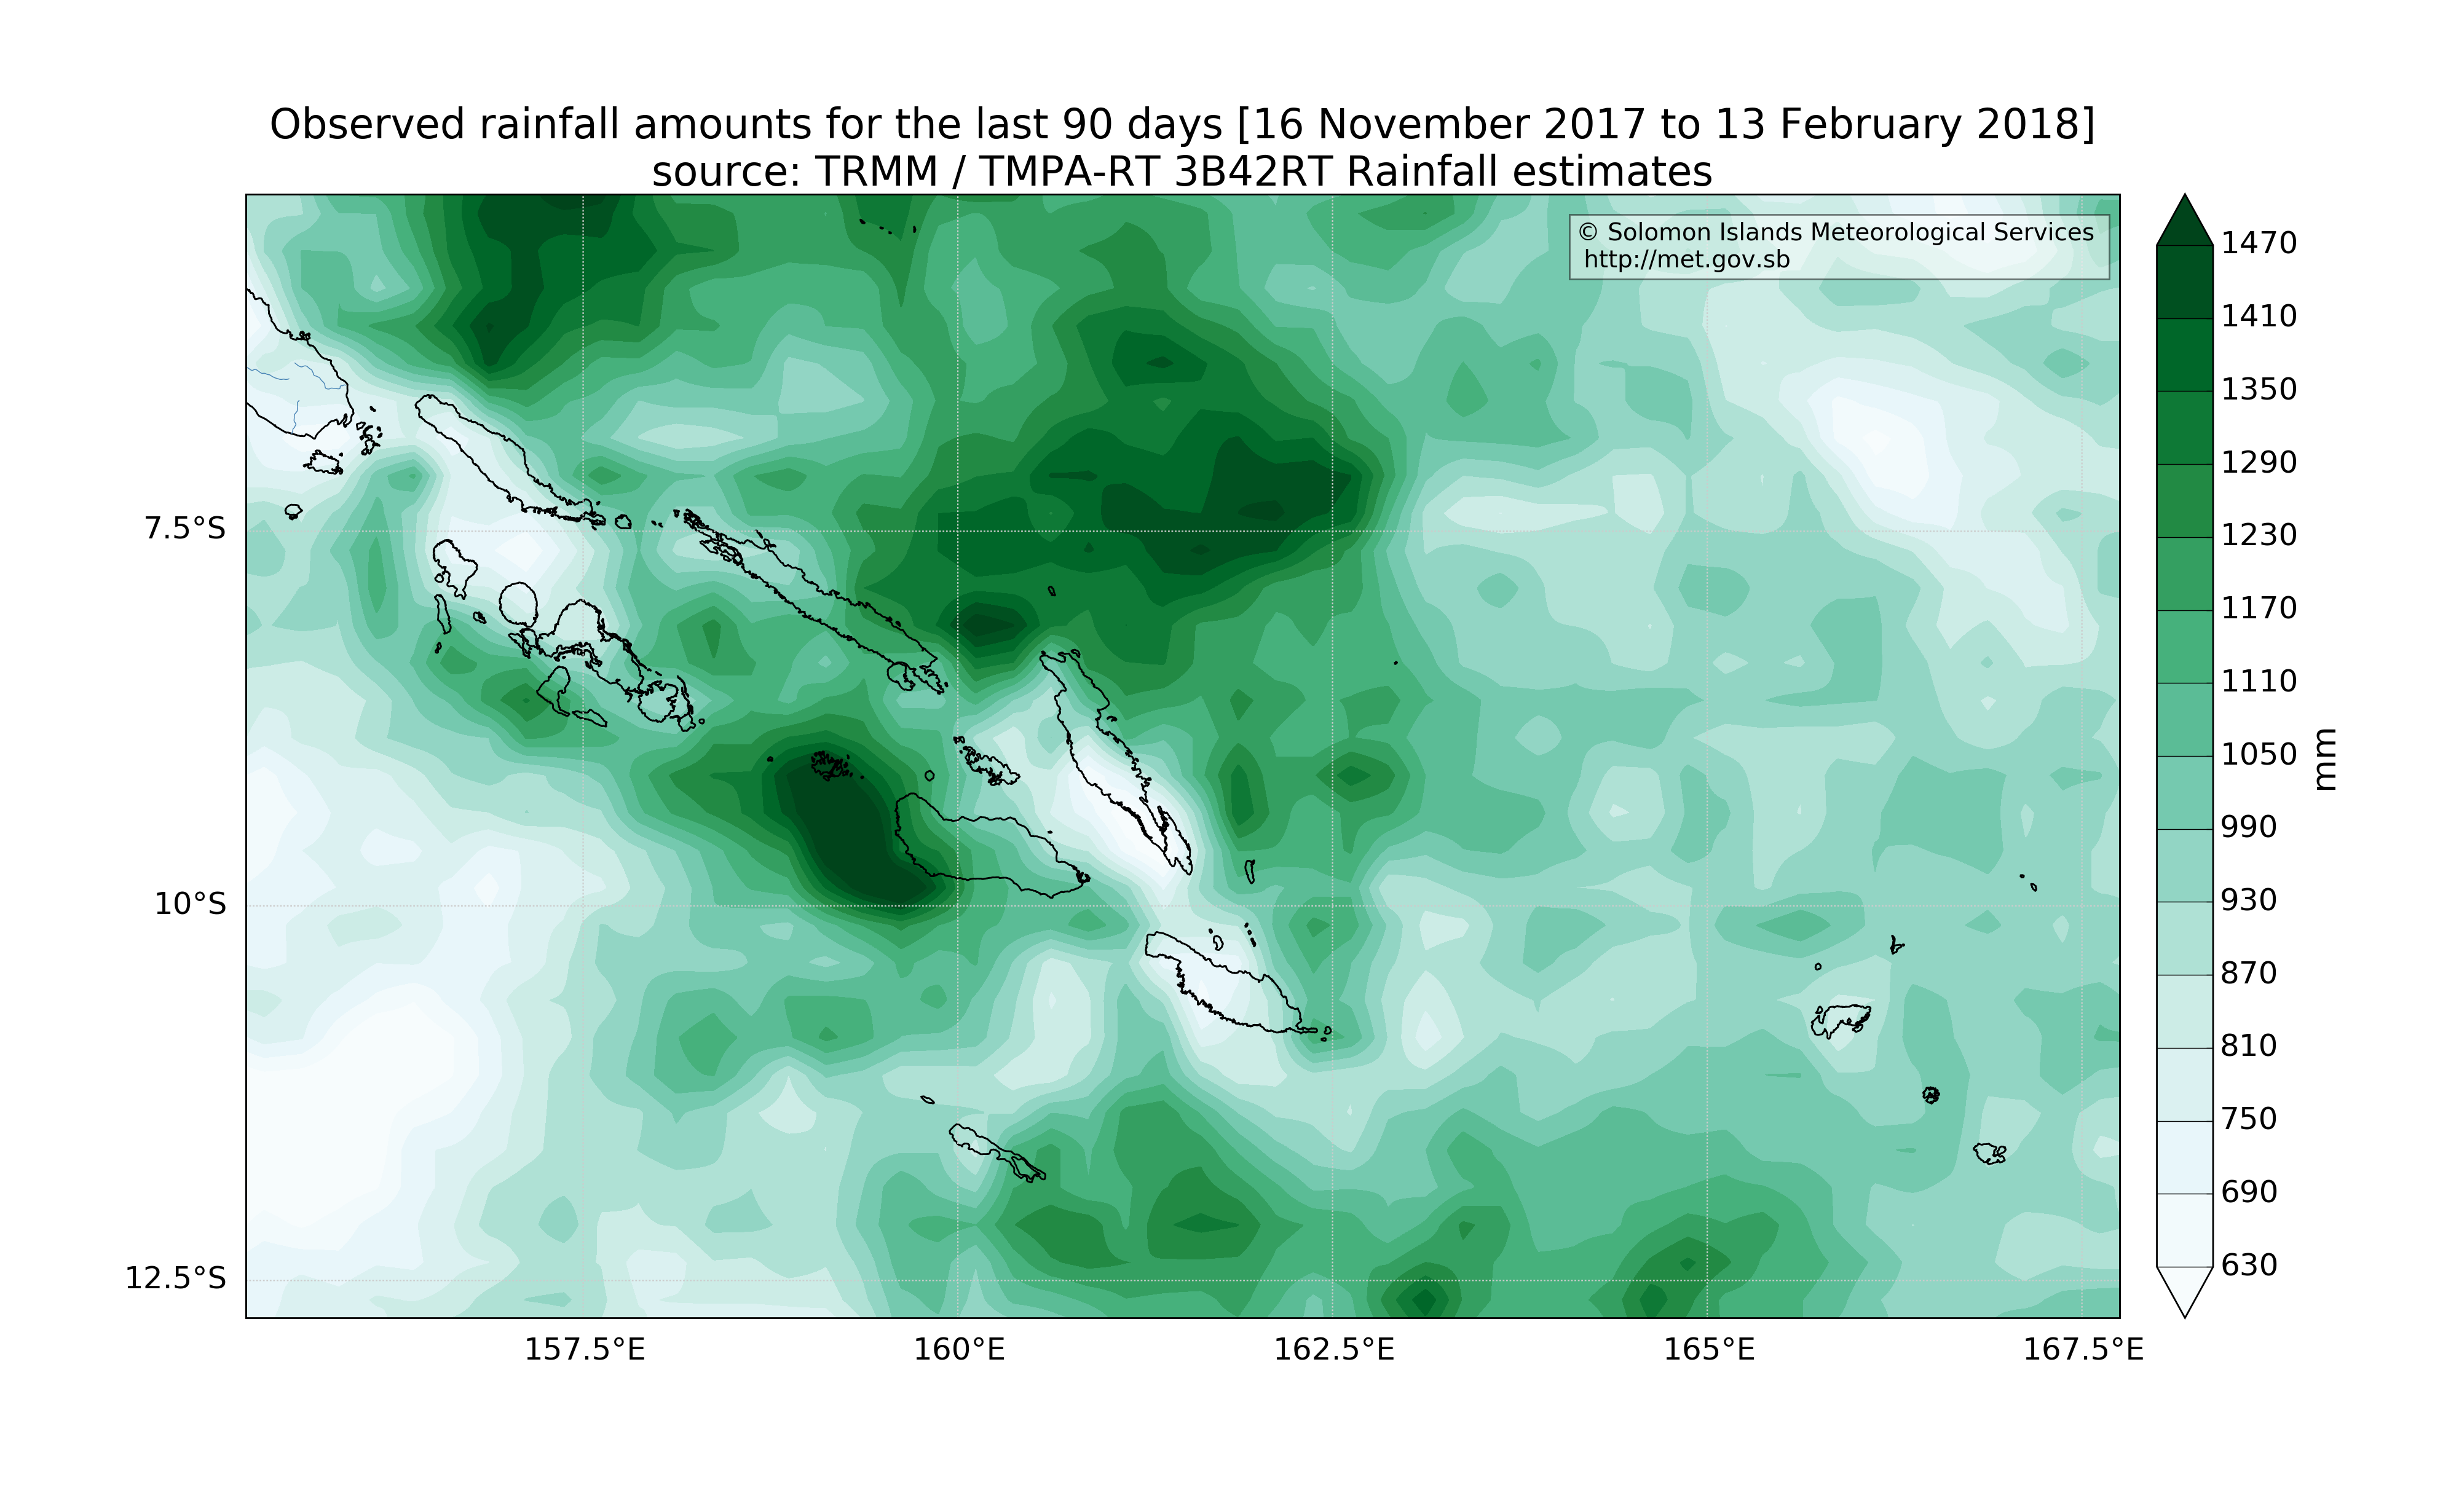 Observed rainfall amounts for the last 90 days [16 November 2017 to 13 February 2018]
source: TRMM / TMPA-RT 3B42RT Rainfall estimates
© Solomon Islands Meteorological Services
http://met.gov.sb
7.5°S
10°S
12.5°S
157.5°E
160°E
162.5°E
165°E
167.5°E
1470
1410
1350
1290
1230
1170
1110
1050
990
930
870
810
750
690
630
mm